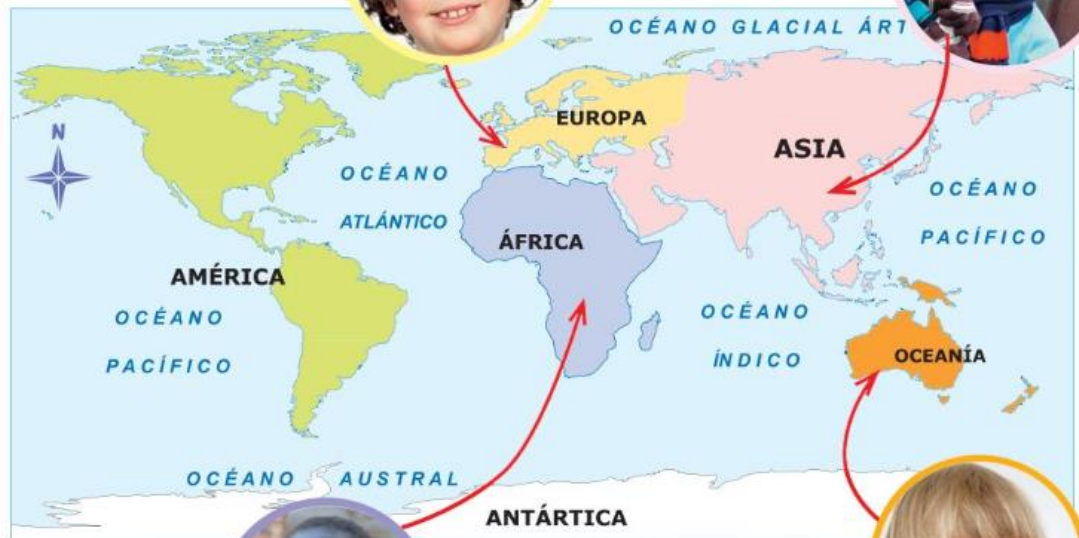 OCÉANO GLACIAL ÁRT
EUROPA
ASIA
N
OCÉANO
ATLÁNTICO
OCÉANO
PACÍFICO
ÁFRICA
AMÉRICA
OCÉANO
PACÍFICO
OCÉANO
ÍNDICO
OCEANÍA
OCÉANO AUSTRAL
ANTÁRTICA